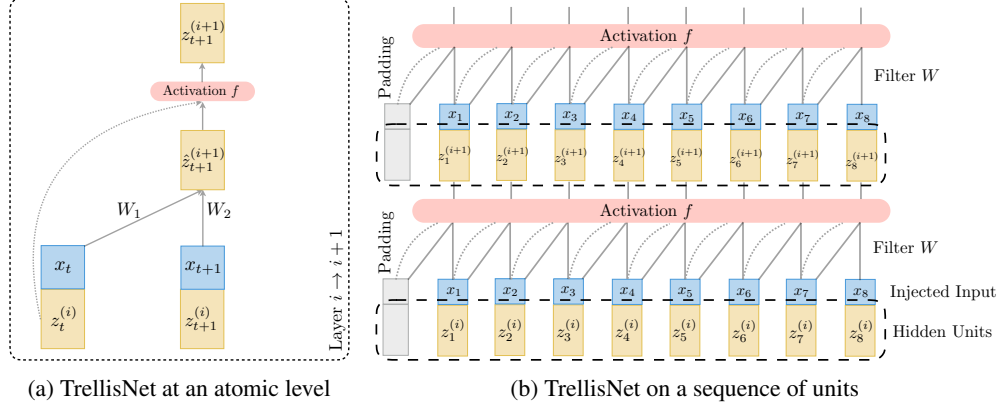 z_{t+1}^{(i+1)}
Activation f
ẑ_{t+1}^{(i+1)}
W_1 W_2
x_t x_{t+1}
z_t^{(i)} z_{t+1}^{(i)}
Layer i → i + 1
(a) TrellisNet at an atomic level
Activation f
Padding
Filter W
x_1 x_2 x_3 x_4 x_5 x_6 x_7 x_8
z_1^{(i+1)} z_2^{(i+1)} z_3^{(i+1)} z_4^{(i+1)} z_5^{(i+1)} z_6^{(i+1)} z_7^{(i+1)} z_8^{(i+1)}
Activation f
Padding
Filter W
x_1 x_2 x_3 x_4 x_5 x_6 x_7 x_8 Injected Input
z_1^{(i)} z_2^{(i)} z_3^{(i)} z_4^{(i)} z_5^{(i)} z_6^{(i)} z_7^{(i)} z_8^{(i)} Hidden Units
(b) TrellisNet on a sequence of units